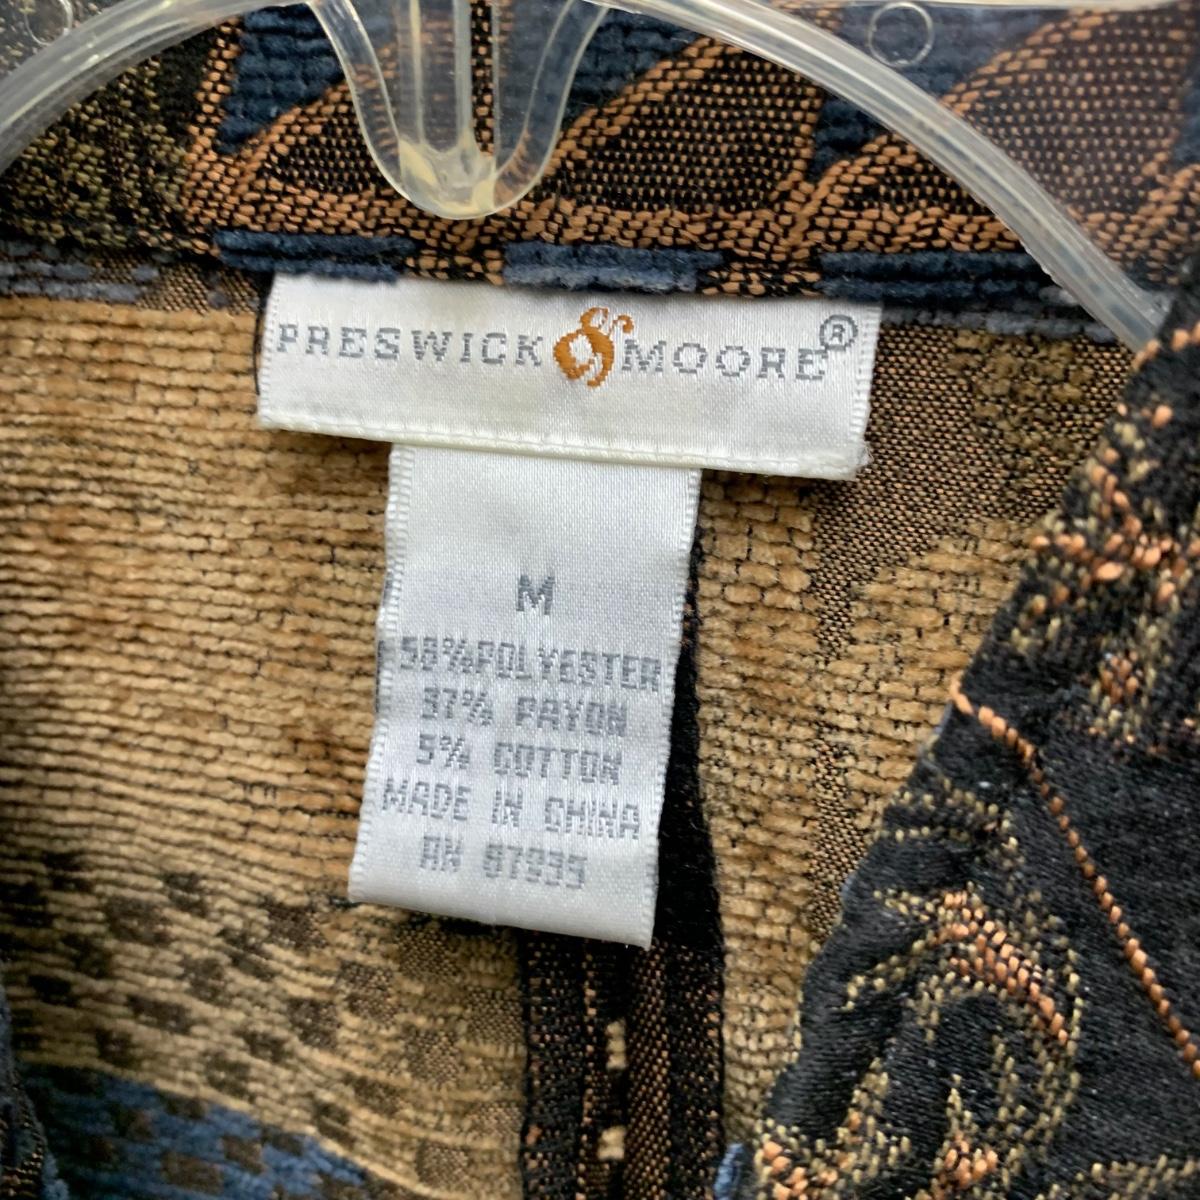 PRESWICK & MOORE®
M
58%POLYESTER
37% RAYON
5% COTTON
MADE IN CHINA
RN 87935